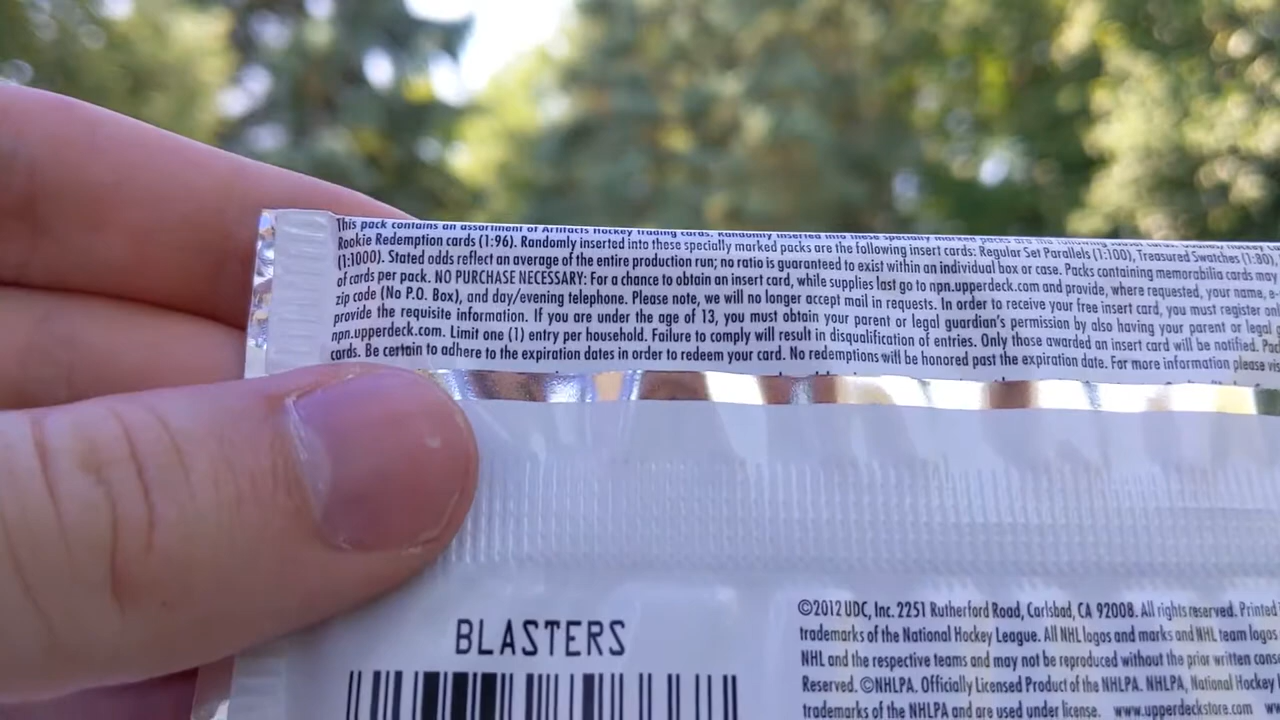 This pack contains an assortment of Artifacts Hockey trading cards. Randomly inserted into these specially marked packs are the following
Rookie Redemption cards (1:96). Randomly inserted into these specially marked packs are the following insert cards: Regular Set Parallels (1:100), Treasured Swatches (1:80),
(1:1000). Stated odds reflect an average of the entire production run; no ratio is guaranteed to exist within an individual box or case. Packs containing memorabilia cards may
of cards per pack. NO PURCHASE NECESSARY: For a chance to obtain an insert card, while supplies last go to npn.upperdeck.com and provide, where requested, your name, e-
zip code (No P.O. Box), and day/evening telephone. Please note, we will no longer accept mail in requests. In order to receive your free insert card, you must register onl
provide the requisite information. If you are under the age of 13, you must obtain your parent or legal guardian's permission by also having your parent or legal
npn.upperdeck.com. Limit one (1) entry per household. Failure to comply will result in disqualification of entries. Only those awarded an insert card will be notified. Pac
cards. Be certain to adhere to the expiration dates in order to redeem your card. No redemptions will be honored past the expiration date. For more information please vis
BLASTERS
©2012 UDC, Inc. 2251 Rutherford Road, Carlsbad, CA 92008. All rights reserved. Printed
trademarks of the National Hockey League. All NHL logos and marks and NHL team logos
NHL and the respective teams and may not be reproduced without the prior written conse
Reserved. ©NHLPA. Officially Licensed Product of the NHLPA. NHLPA, National Hockey
trademarks of the NHLPA and are used under license. www.upperdeckstore.com ww